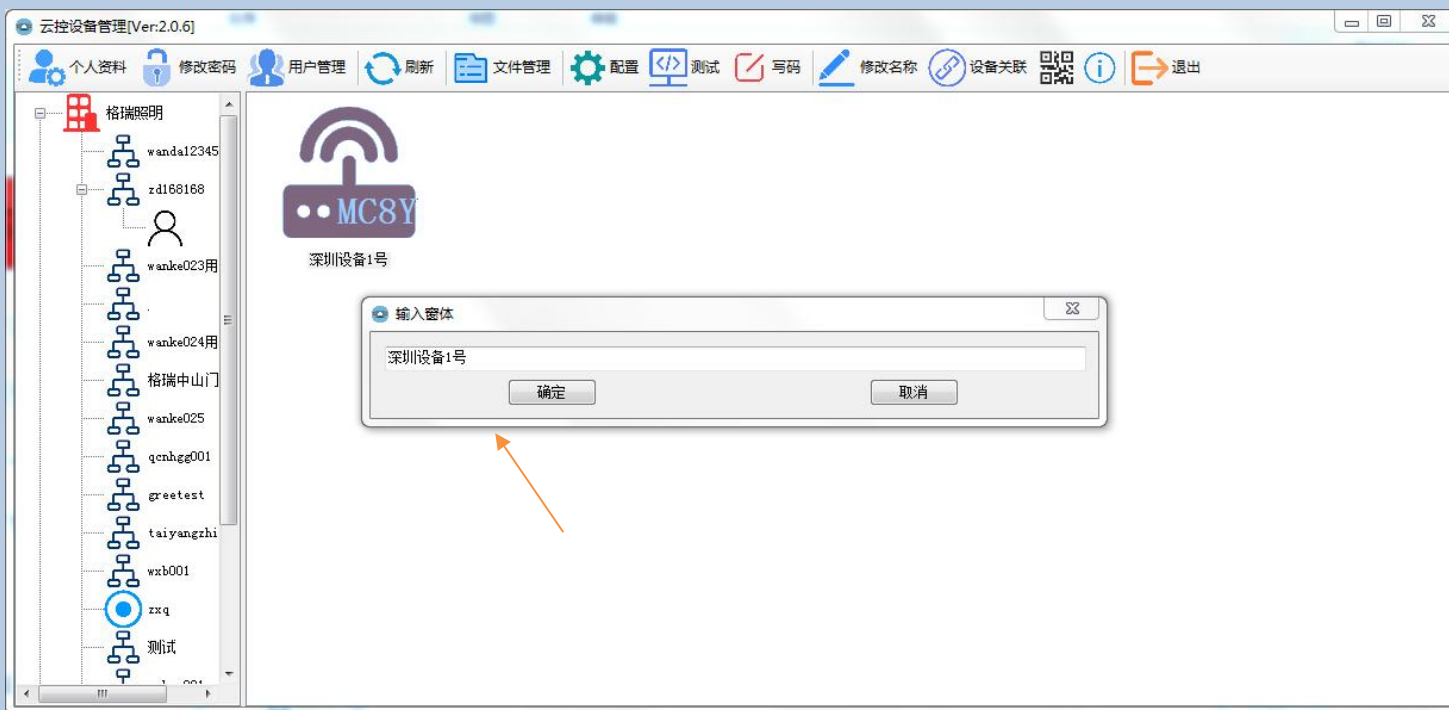 云控设备管理[Ver:2.0.6]
个人资料 修改密码 用户管理 刷新 文件管理 配置 测试 写码 修改名称 设备关联 退出
格瑞照明
wanda12345
zd168168
wanke023用
.
wanke024用
格瑞中山门
wanke025
qcnhgg001
greetest
taiyangzhi
wxb001
zxq
测试
MC8Y
深圳设备1号
输入窗体
深圳设备1号
确定 取消